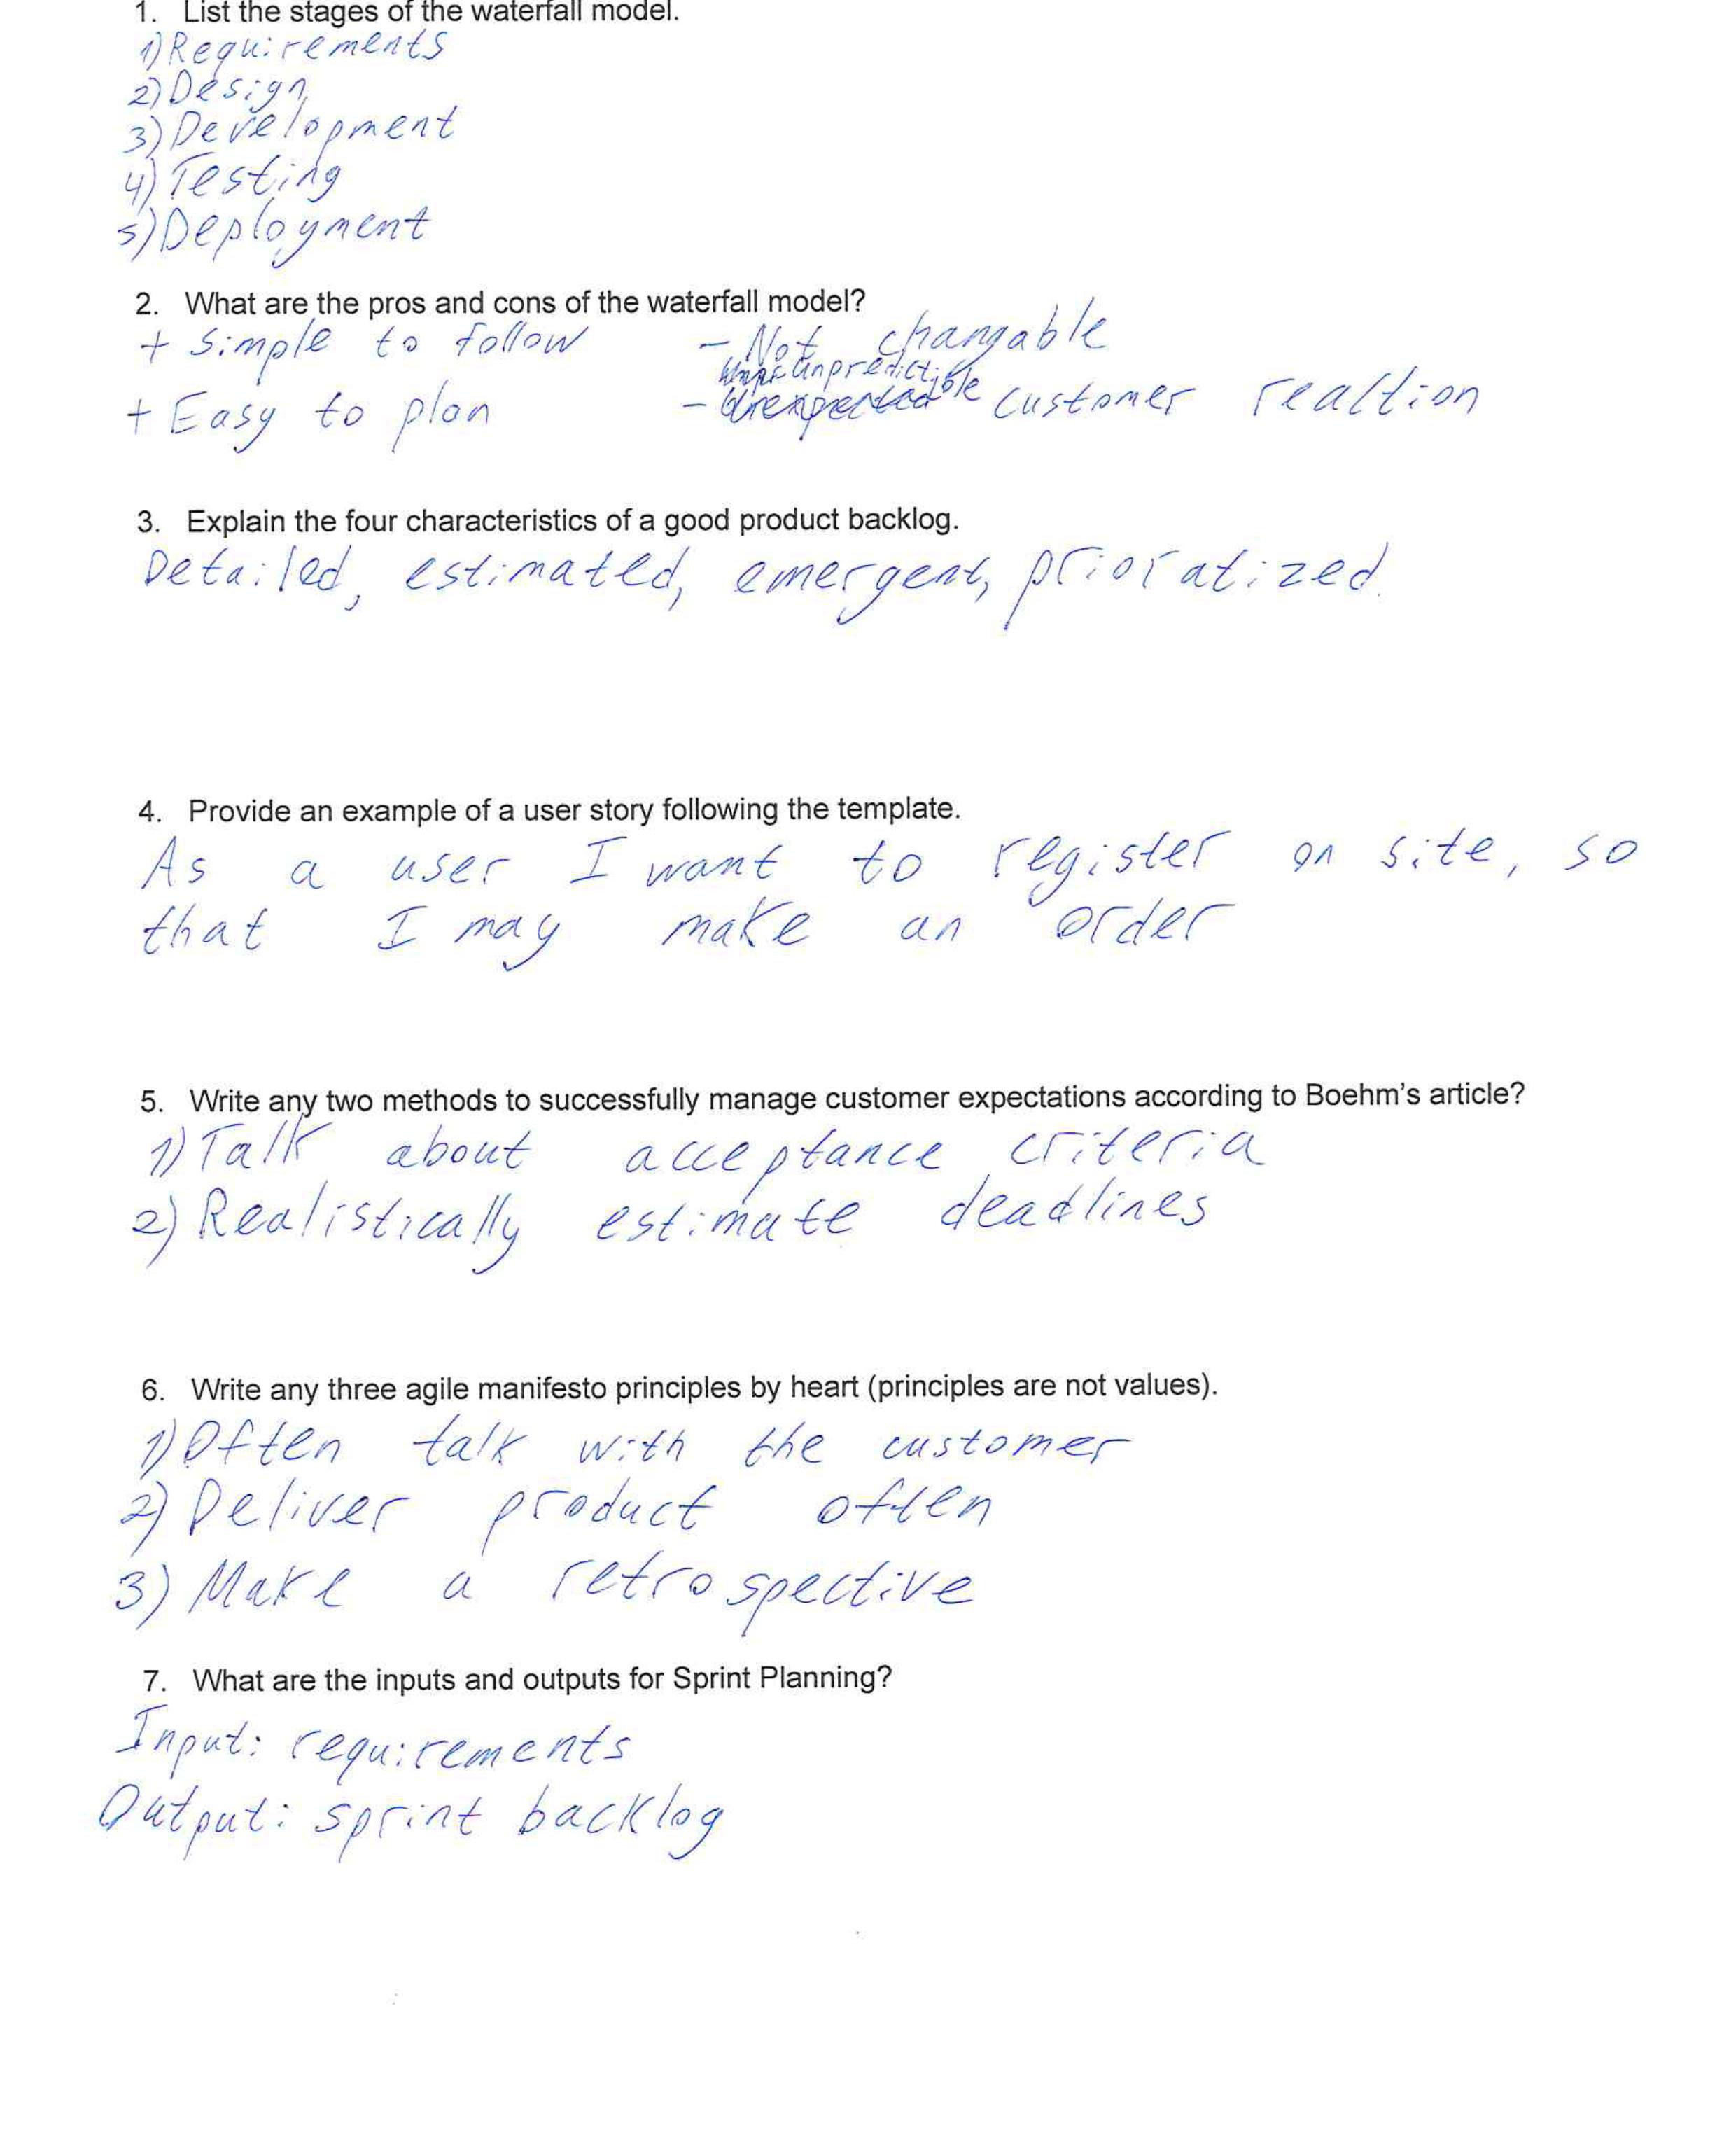 1. List the stages of the waterfall model.
1) Requirements
2) Design
3) Development
4) Testing
5) Deployment
2. What are the pros and cons of the waterfall model?
+ Simple to follow - Not changable
unpredictible
+ Easy to plan - customer reaction
3. Explain the four characteristics of a good product backlog.
Detailed, estimated, emergent, prioratized.
4. Provide an example of a user story following the template.
As a user I want to register on site, so
that I may make an order
5. Write any two methods to successfully manage customer expectations according to Boehm's article?
1) Talk about acceptance criteria
2) Realistically estimate deadlines
6. Write any three agile manifesto principles by heart (principles are not values).
1) Often talk with the customer
2) Deliver product often
3) Make a retrospective
7. What are the inputs and outputs for Sprint Planning?
Input: requirements
Output: sprint backlog